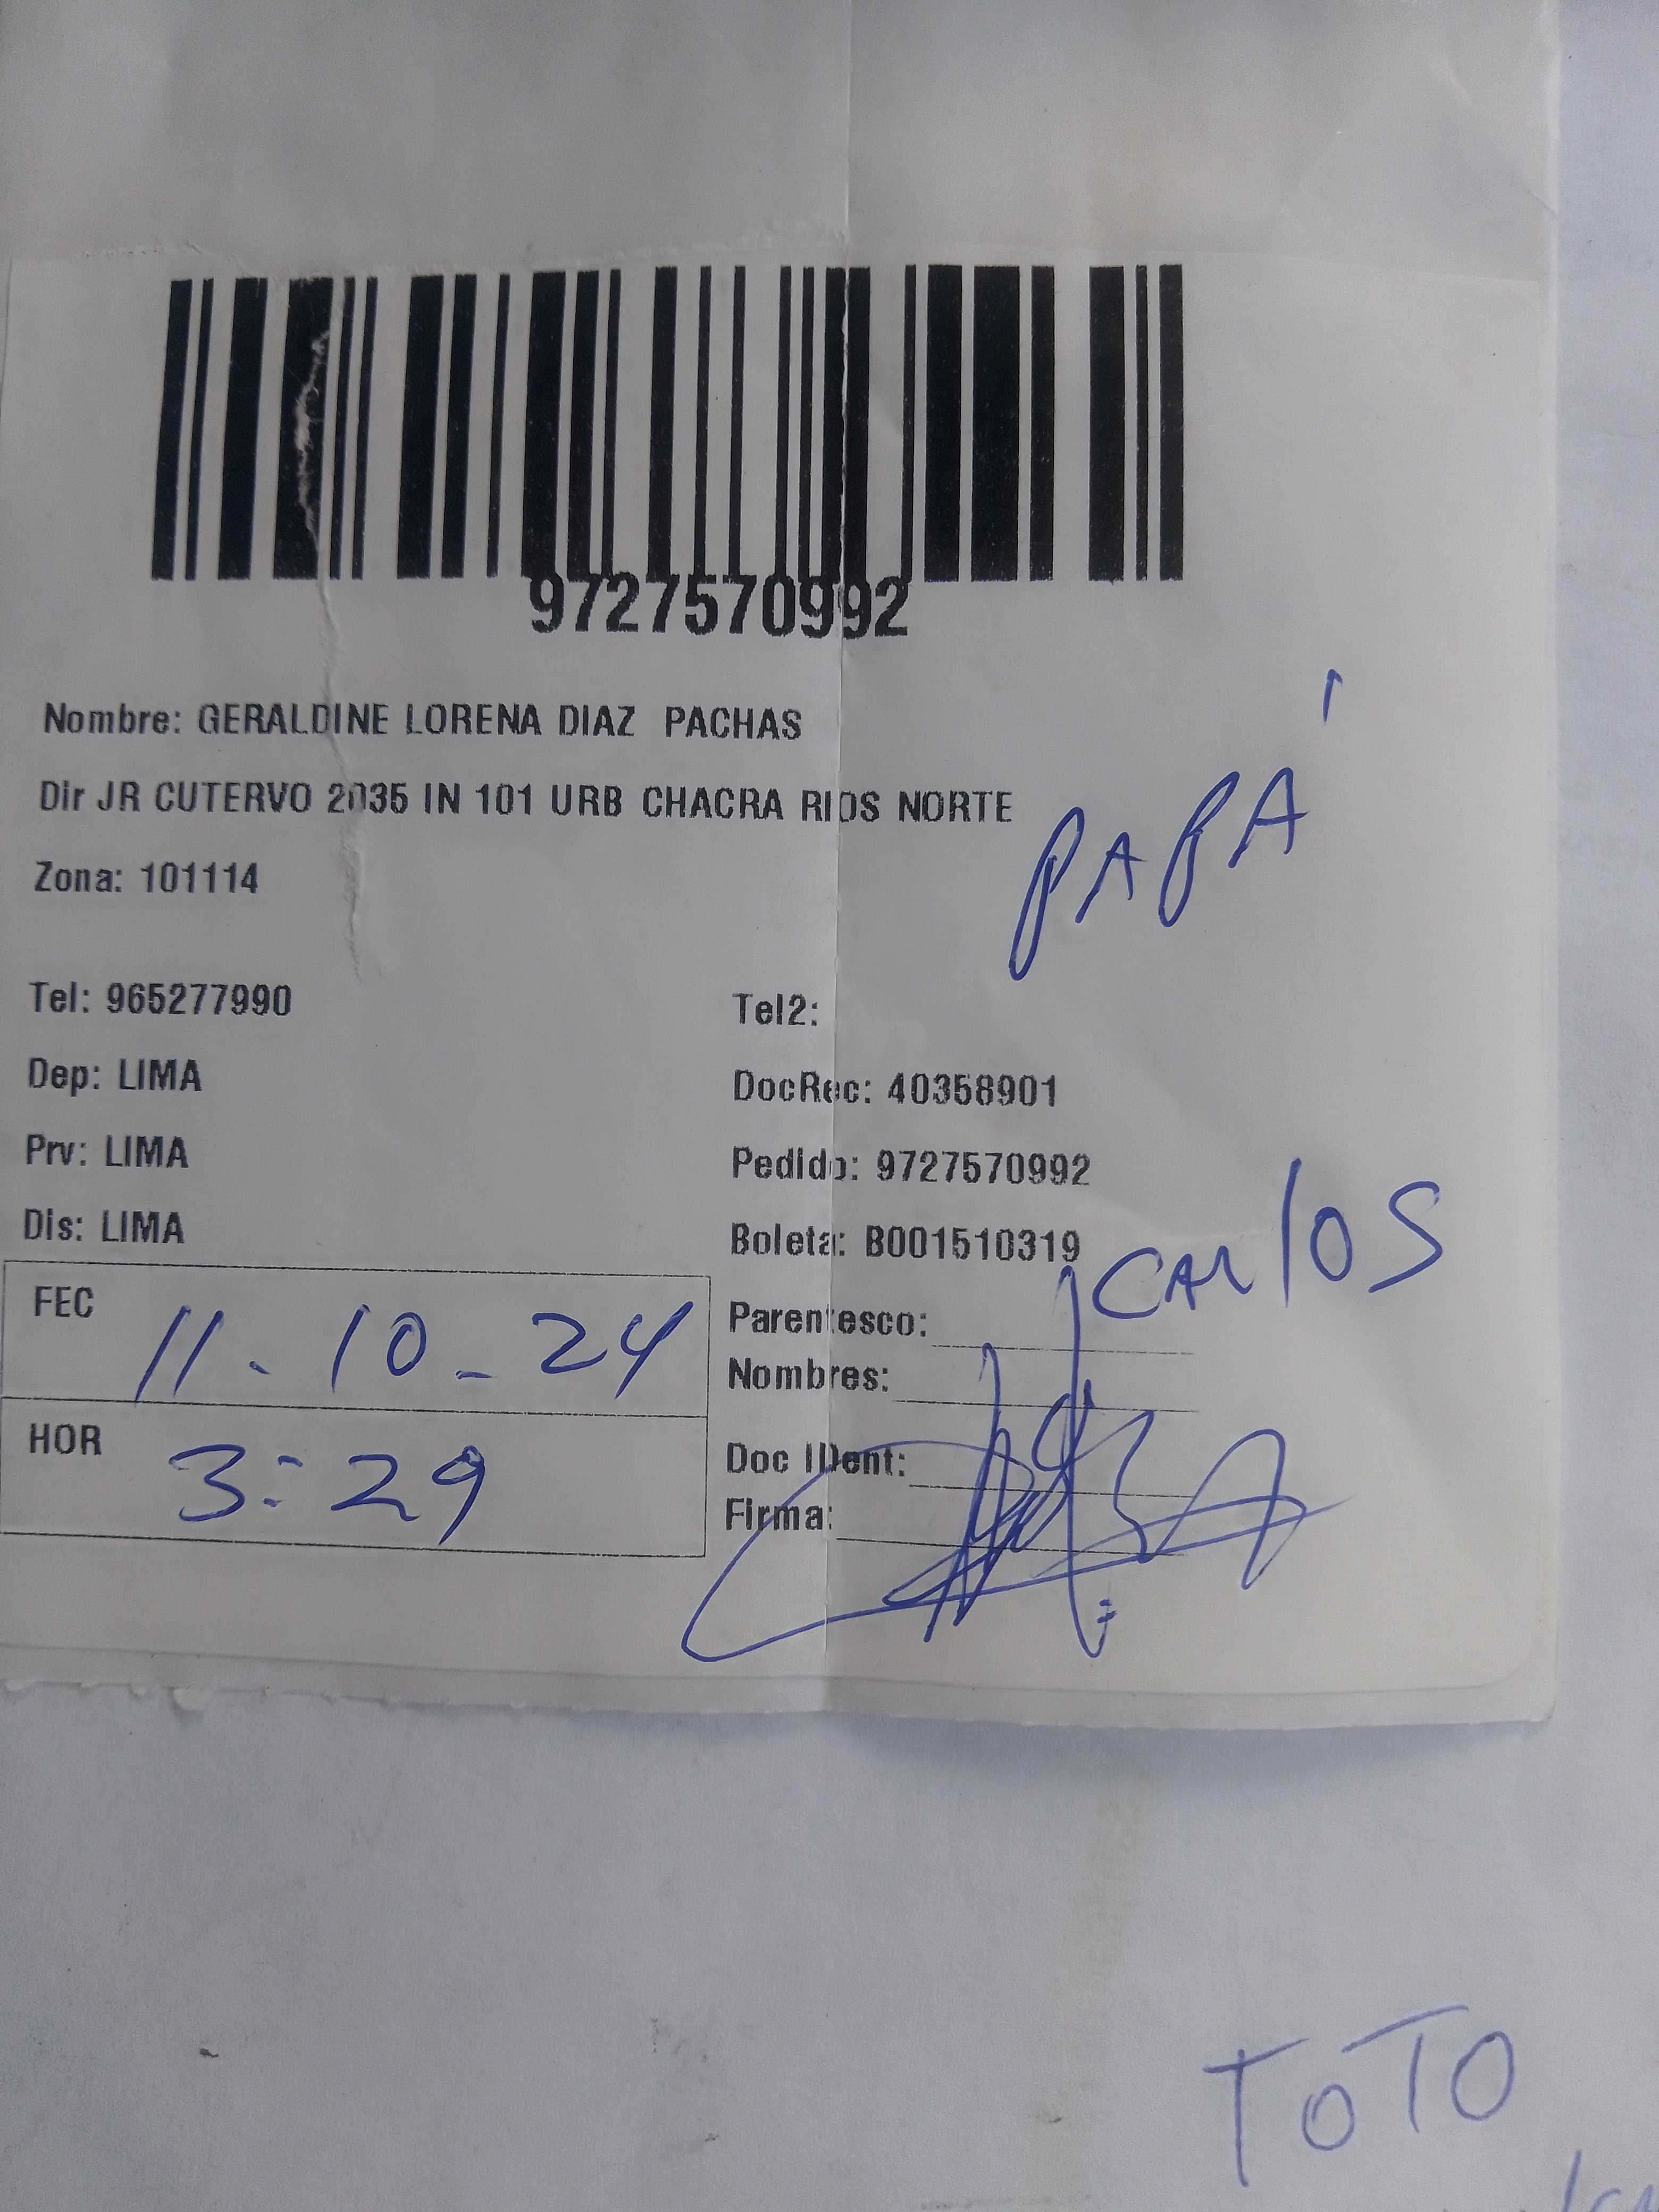 9727570992
Nombre: GERALDINE LORENA DIAZ PACHAS
Dir JR CUTERVO 2035 IN 101 URB CHACRA RIOS NORTE
Zona: 101114
PAPÁ
Tel: 965277990
Tel2:
Dep: LIMA
DocRec: 40358901
Prv: LIMA
Pedido: 9727570992
Dis: LIMA
Boleta: B001510319
CARLOS
FEC 11-10-24
Parentesco:
Nombres:
HOR 3:29
Doc IDent:
Firma:
TOTO